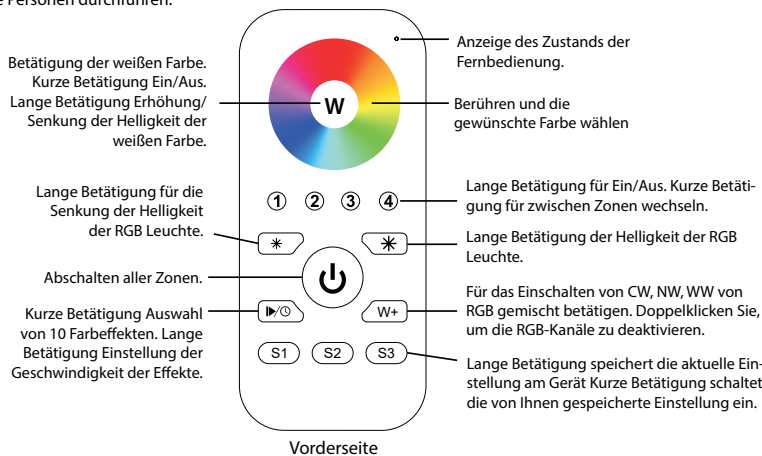 e Personen durchführen.
Betätigung der weißen Farbe.
Kurze Betätigung Ein/Aus.
Lange Betätigung Erhöhung/
Senkung der Helligkeit der
weißen Farbe.
Anzeige des Zustands der
Fernbedienung.
W
Berühren und die
gewünschte Farbe wählen
Lange Betätigung für die
Senkung der Helligkeit
der RGB Leuchte.
1 2 3 4
Lange Betätigung für Ein/Aus. Kurze Betäti-
gung für zwischen Zonen wechseln.
Lange Betätigung der Helligkeit der RGB
Leuchte.
Abschalten aller Zonen.
Kurze Betätigung Auswahl
von 10 Farbeffekten. Lange
Betätigung Einstellung der
Geschwindigkeit der Effekte.
W+
Für das Einschalten von CW, NW, WW von
RGB gemischt betätigen. Doppelklicken Sie,
um die RGB-Kanäle zu deaktivieren.
S1 S2 S3
Lange Betätigung speichert die aktuelle Ein-
stellung am Gerät Kurze Betätigung schaltet
die von Ihnen gespeicherte Einstellung ein.
Vorderseite